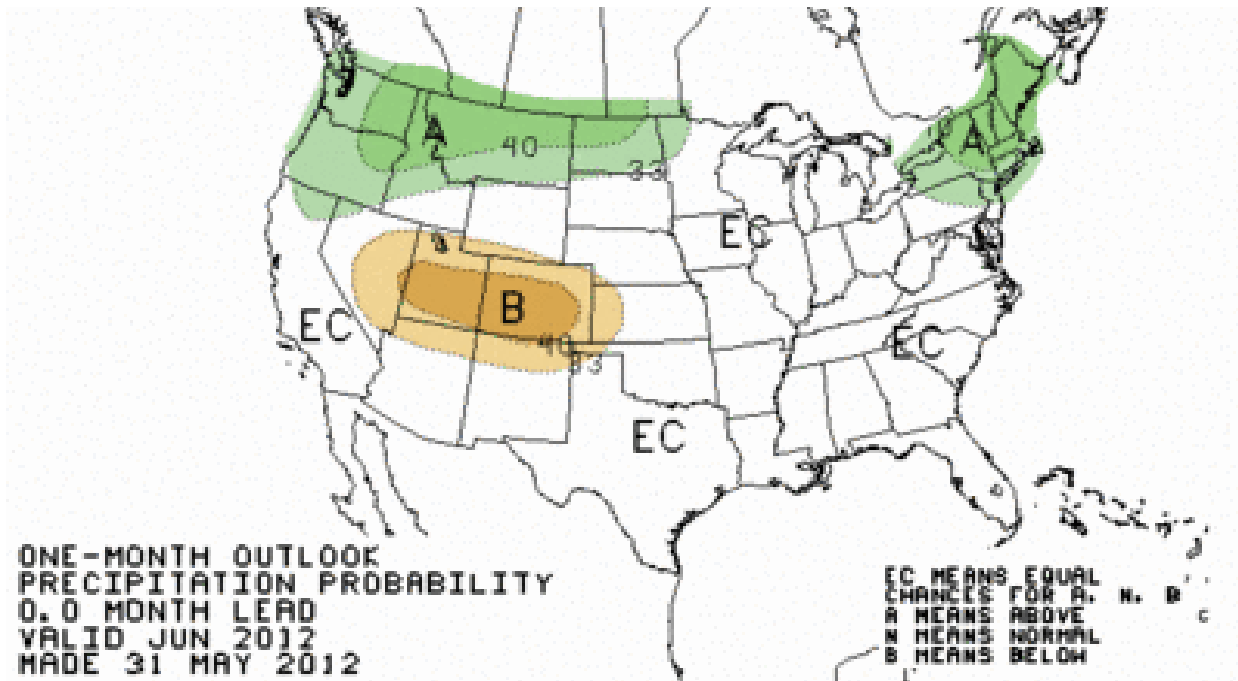 A
A
40
33
EC
B
EC
40
33
EC
EC
ONE-MONTH OUTLOOK
PRECIPITATION PROBABILITY
0.0 MONTH LEAD
VALID JUN 2012
MADE 31 MAY 2012
EC MEANS EQUAL
CHANCES FOR A, N, B
A MEANS ABOVE
N MEANS NORMAL
B MEANS BELOW